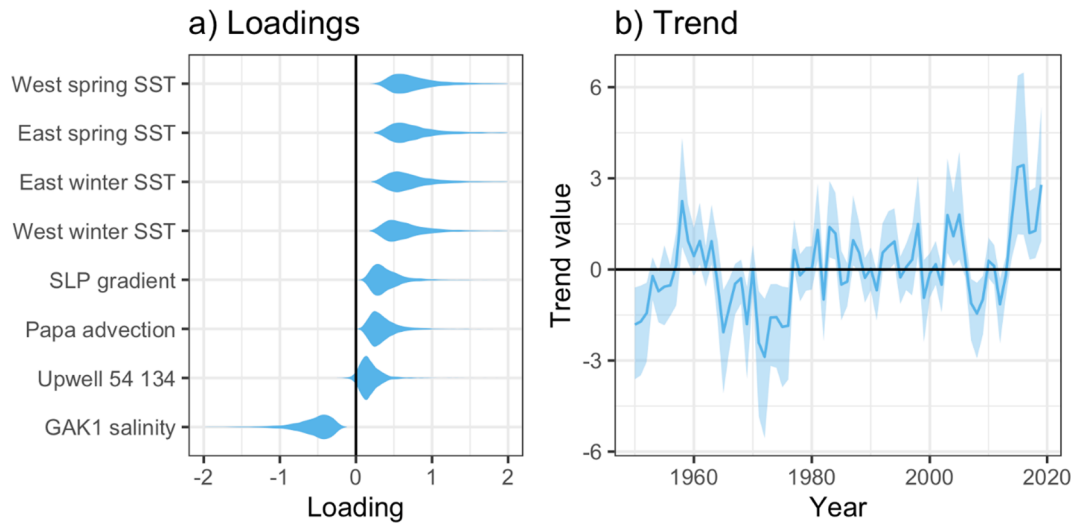 a) Loadings
West spring SST
East spring SST
East winter SST
West winter SST
SLP gradient
Papa advection
Upwell 54 134
GAK1 salinity
-2 -1 0 1 2
Loading
b) Trend
Trend value
6
3
0
-3
-6
1960 1980 2000 2020
Year